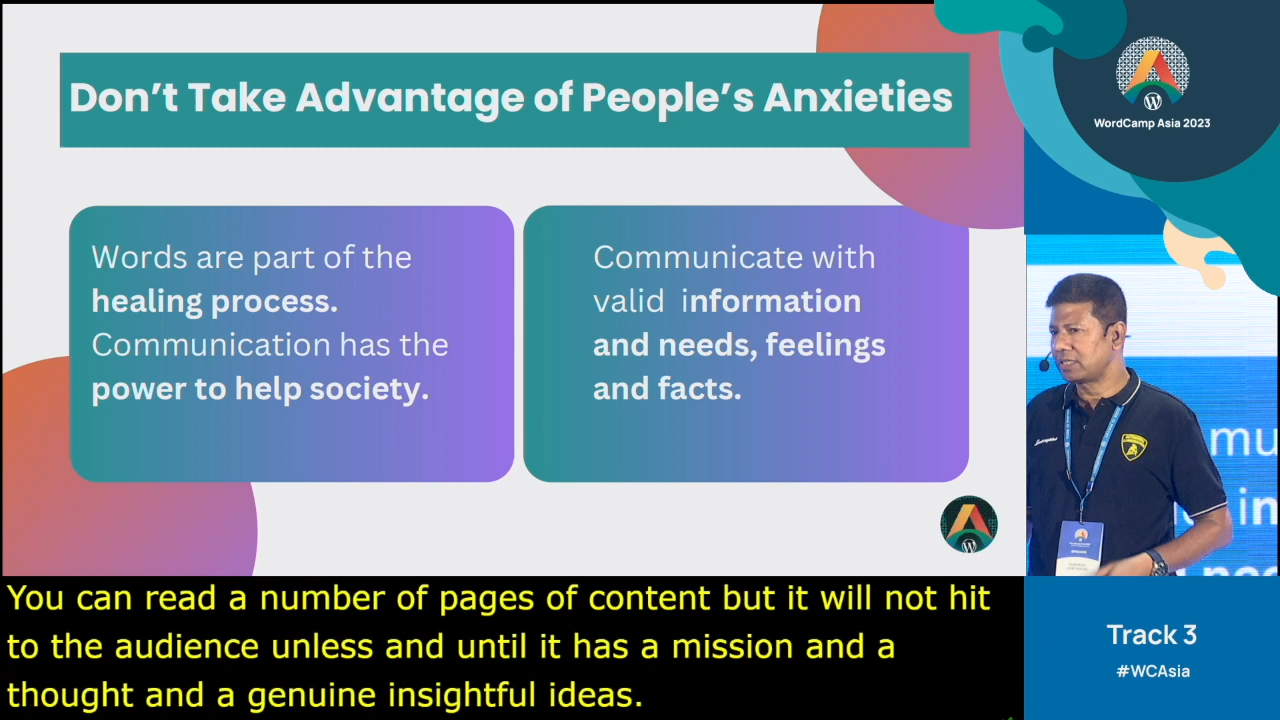 Don't Take Advantage of People's Anxieties
Words are part of the
healing process.
Communication has the
power to help society.
Communicate with
valid information
and needs, feelings
and facts.
WordCamp Asia 2023
mu
in
You can read a number of pages of content but it will not hit
to the audience unless and until it has a mission and a
thought and a genuine insightful ideas.
Track 3
#WCAsia